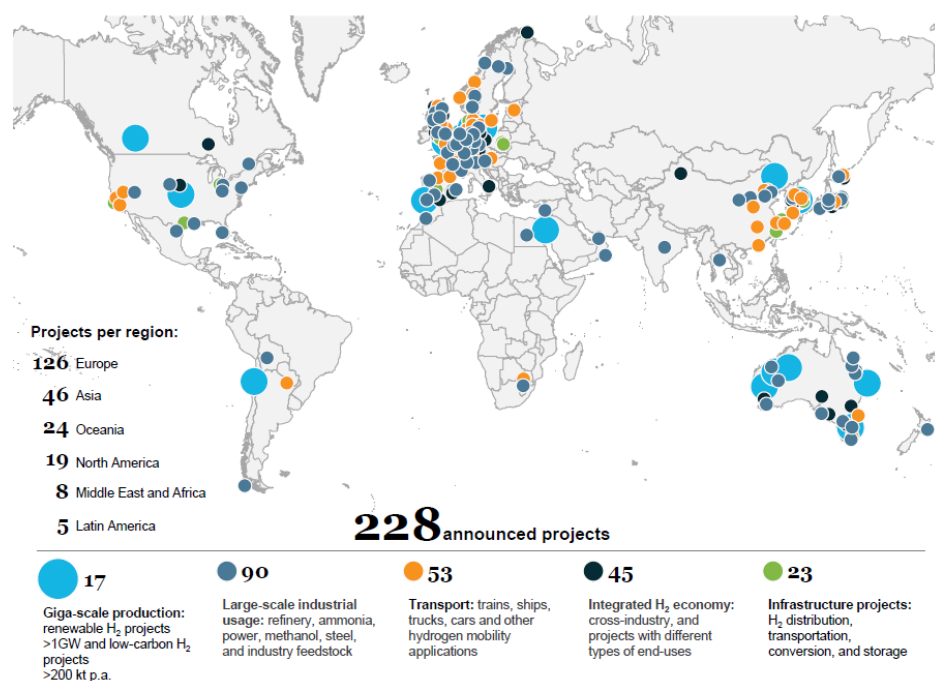 Projects per region:
126 Europe
46 Asia
24 Oceania
19 North America
8 Middle East and Africa
5 Latin America
228 announced projects
17
Giga-scale production:
renewable H₂ projects
>1GW and low-carbon H₂
projects
>200 kt p.a.
90
Large-scale industrial
usage: refinery, ammonia,
power, methanol, steel,
and industry feedstock
53
Transport: trains, ships,
trucks, cars and other
hydrogen mobility
applications
45
Integrated H₂ economy:
cross-industry, and
projects with different
types of end-uses
23
Infrastructure projects:
H₂ distribution,
transportation,
conversion, and storage